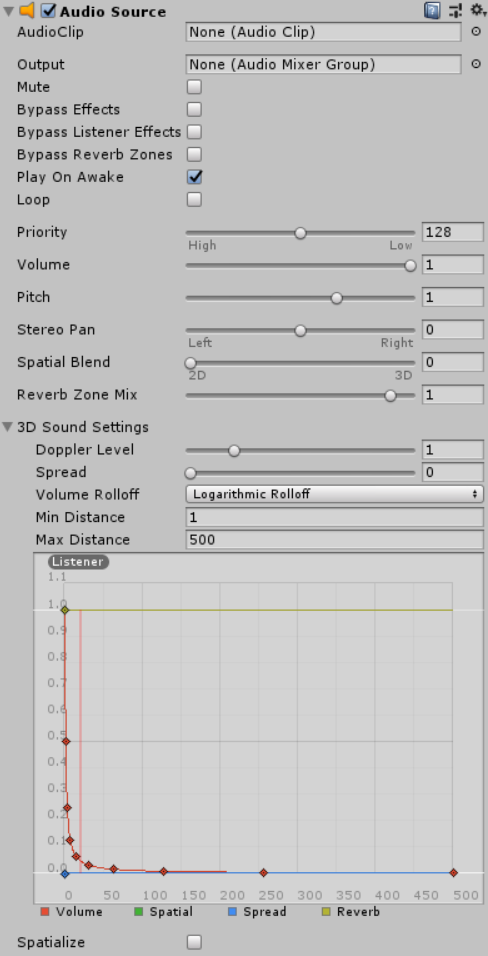 Audio Source
AudioClip None (Audio Clip)
Output None (Audio Mixer Group)
Mute
Bypass Effects
Bypass Listener Effects
Bypass Reverb Zones
Play On Awake
Loop
Priority 128
High Low
Volume 1
Pitch 1
Stereo Pan 0
Left Right
Spatial Blend 0
2D 3D
Reverb Zone Mix 1
3D Sound Settings
Doppler Level 1
Spread 0
Volume Rolloff Logarithmic Rolloff
Min Distance 1
Max Distance 500
Listener
1.1
1.0
0.9
0.8
0.7
0.6
0.5
0.4
0.3
0.2
0.1
0.0
0 50 100 150 200 250 300 350 400 450 500
Volume Spatial Spread Reverb
Spatialize